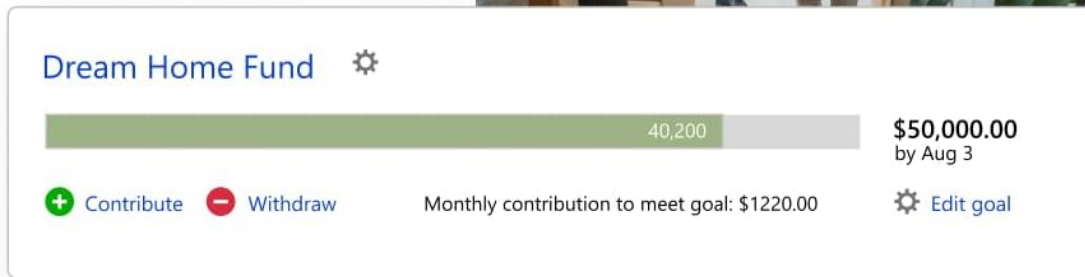 Dream Home Fund
40,200
$50,000.00
by Aug 3
Contribute
Withdraw
Monthly contribution to meet goal: $1220.00
Edit goal